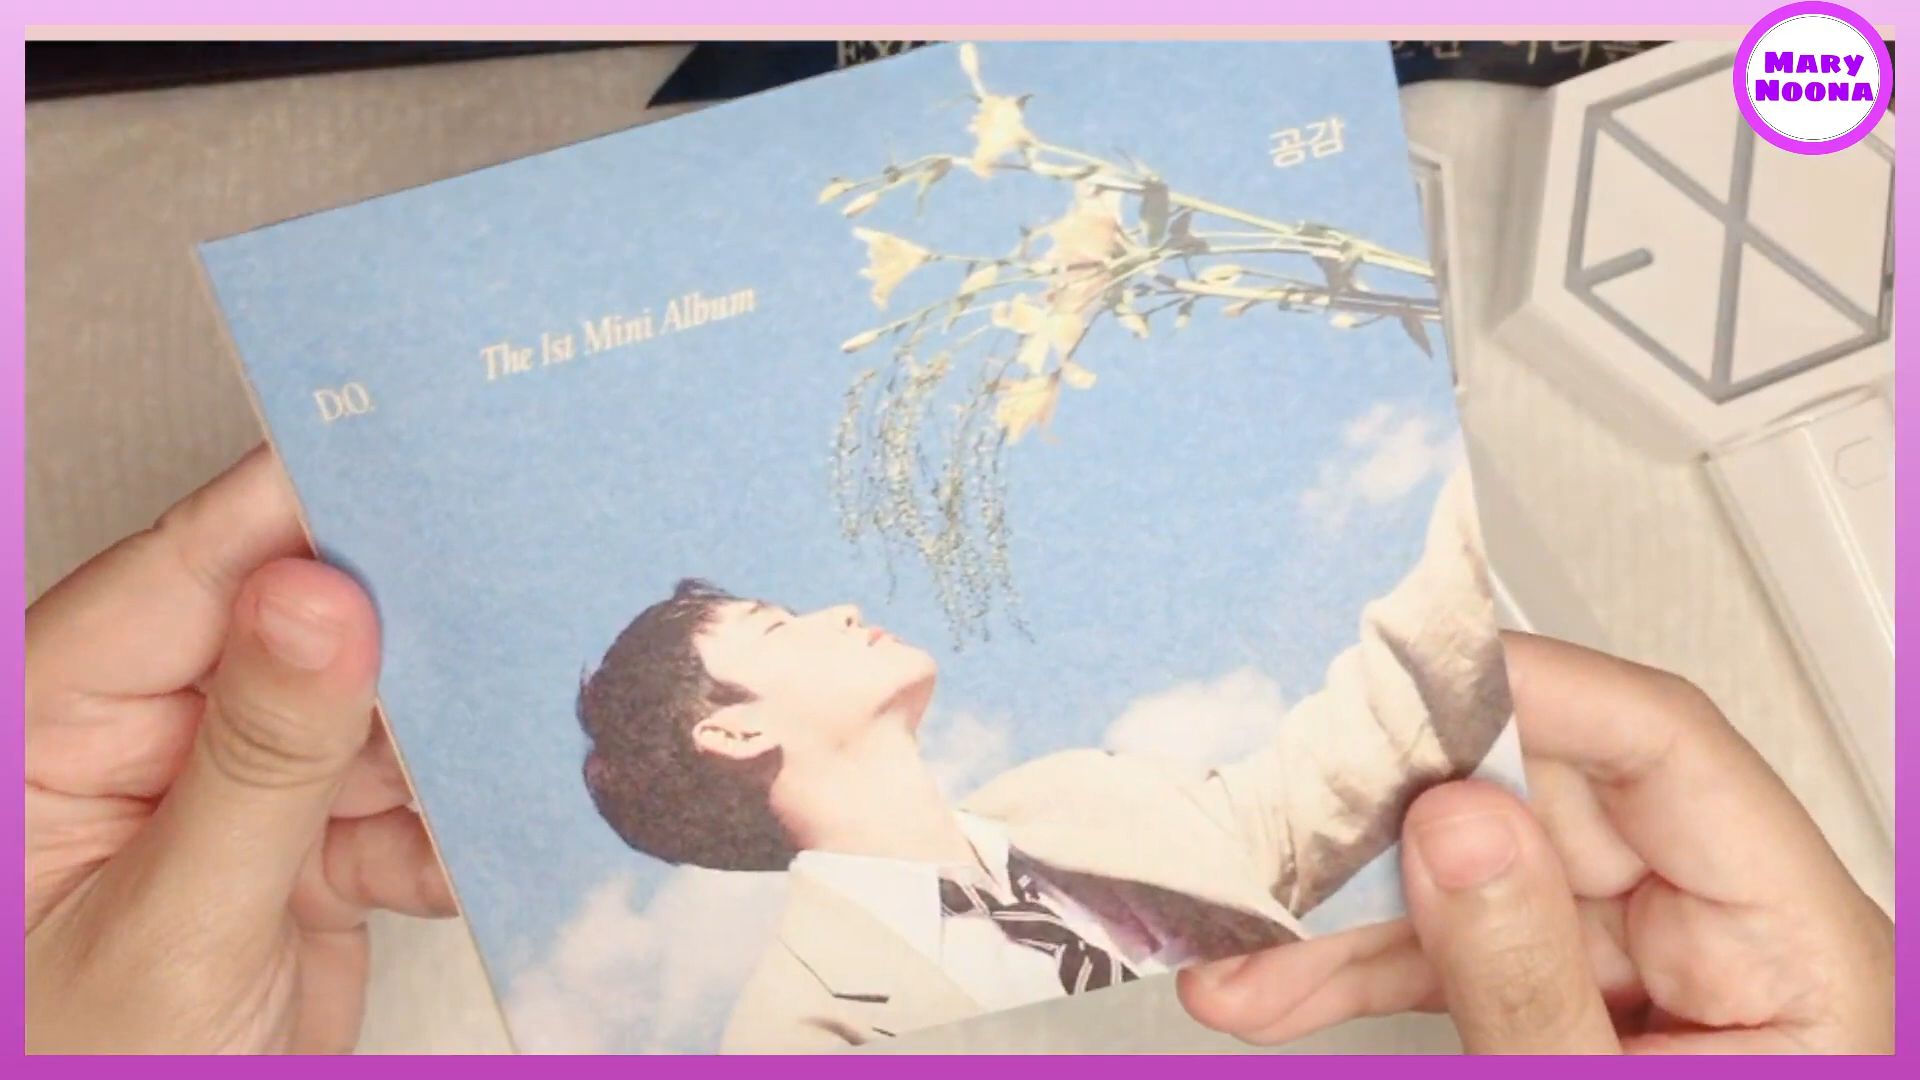 MARY
NOONA
공감
The 1st Mini Album
D.O.